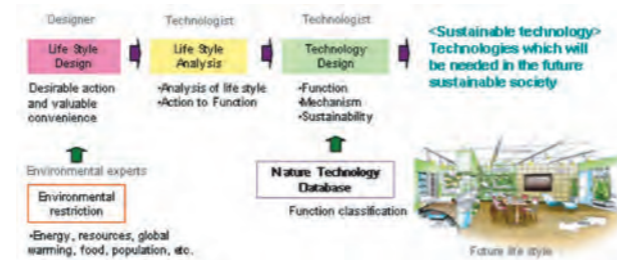 Designer
Technologist
Technologist
Life Style
Design
Life Style
Analysis
Technology
Design
<Sustainable technology>
Technologies which will
be needed in the future
sustainable society
Desirable action
and valuable
convenience
•Analysis of life style
•Action to Function
•Function
•Mechanism
•Sustainability
Environmental experts
Environmental
restriction
Nature Technology
Database
Function classification
•Energy, resources, global
warming, food, population, etc.
Future life style